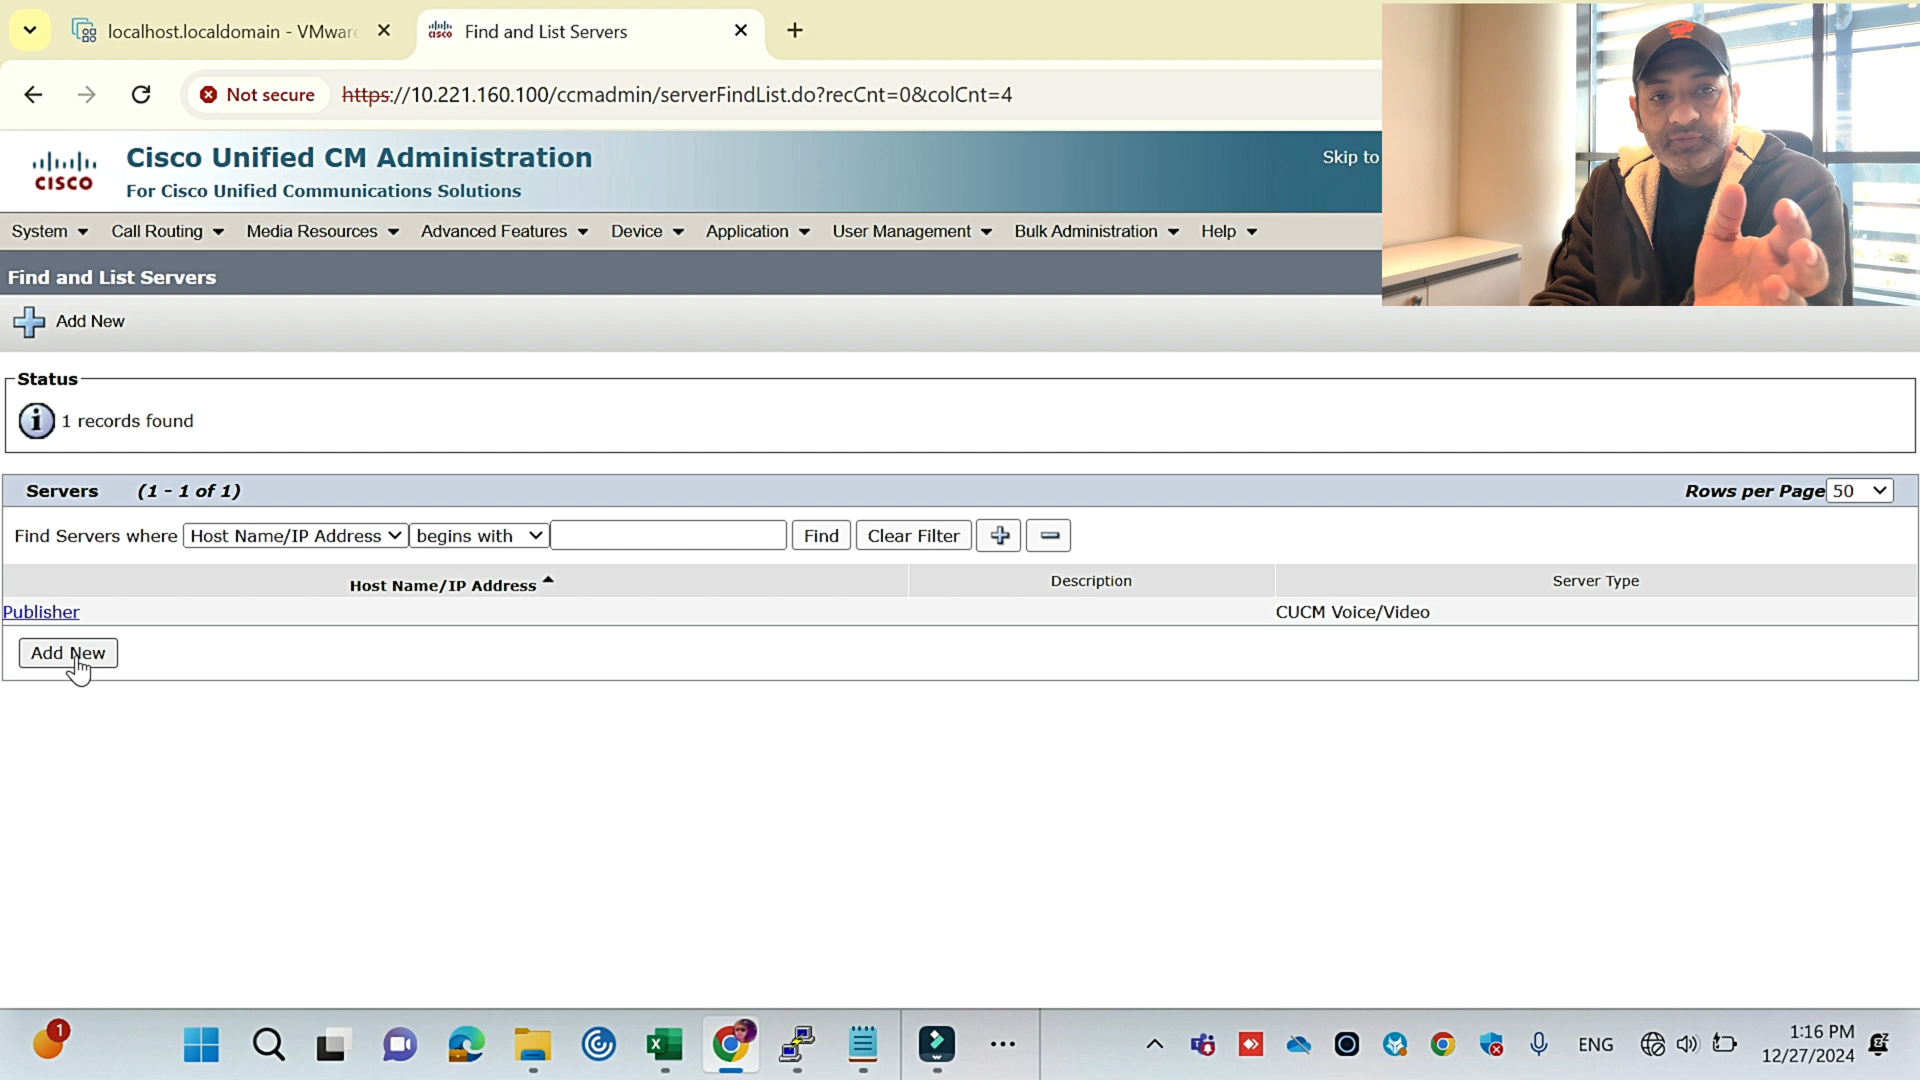 localhost.localdomain - VMware
Find and List Servers
Not secure
https://10.221.160.100/ccmadmin/serverFindList.do?recCnt=0&colCnt=4
CISCO
Cisco Unified CM Administration
For Cisco Unified Communications Solutions
Skip to
System
Call Routing
Media Resources
Advanced Features
Device
Application
User Management
Bulk Administration
Help
Find and List Servers
Add New
Status
1 records found
Servers (1 - 1 of 1)
Rows per Page 50
Find Servers where Host Name/IP Address begins with Find Clear Filter
Host Name/IP Address
Description
Server Type
Publisher
CUCM Voice/Video
Add New
1
ENG
1:16 PM
12/27/2024